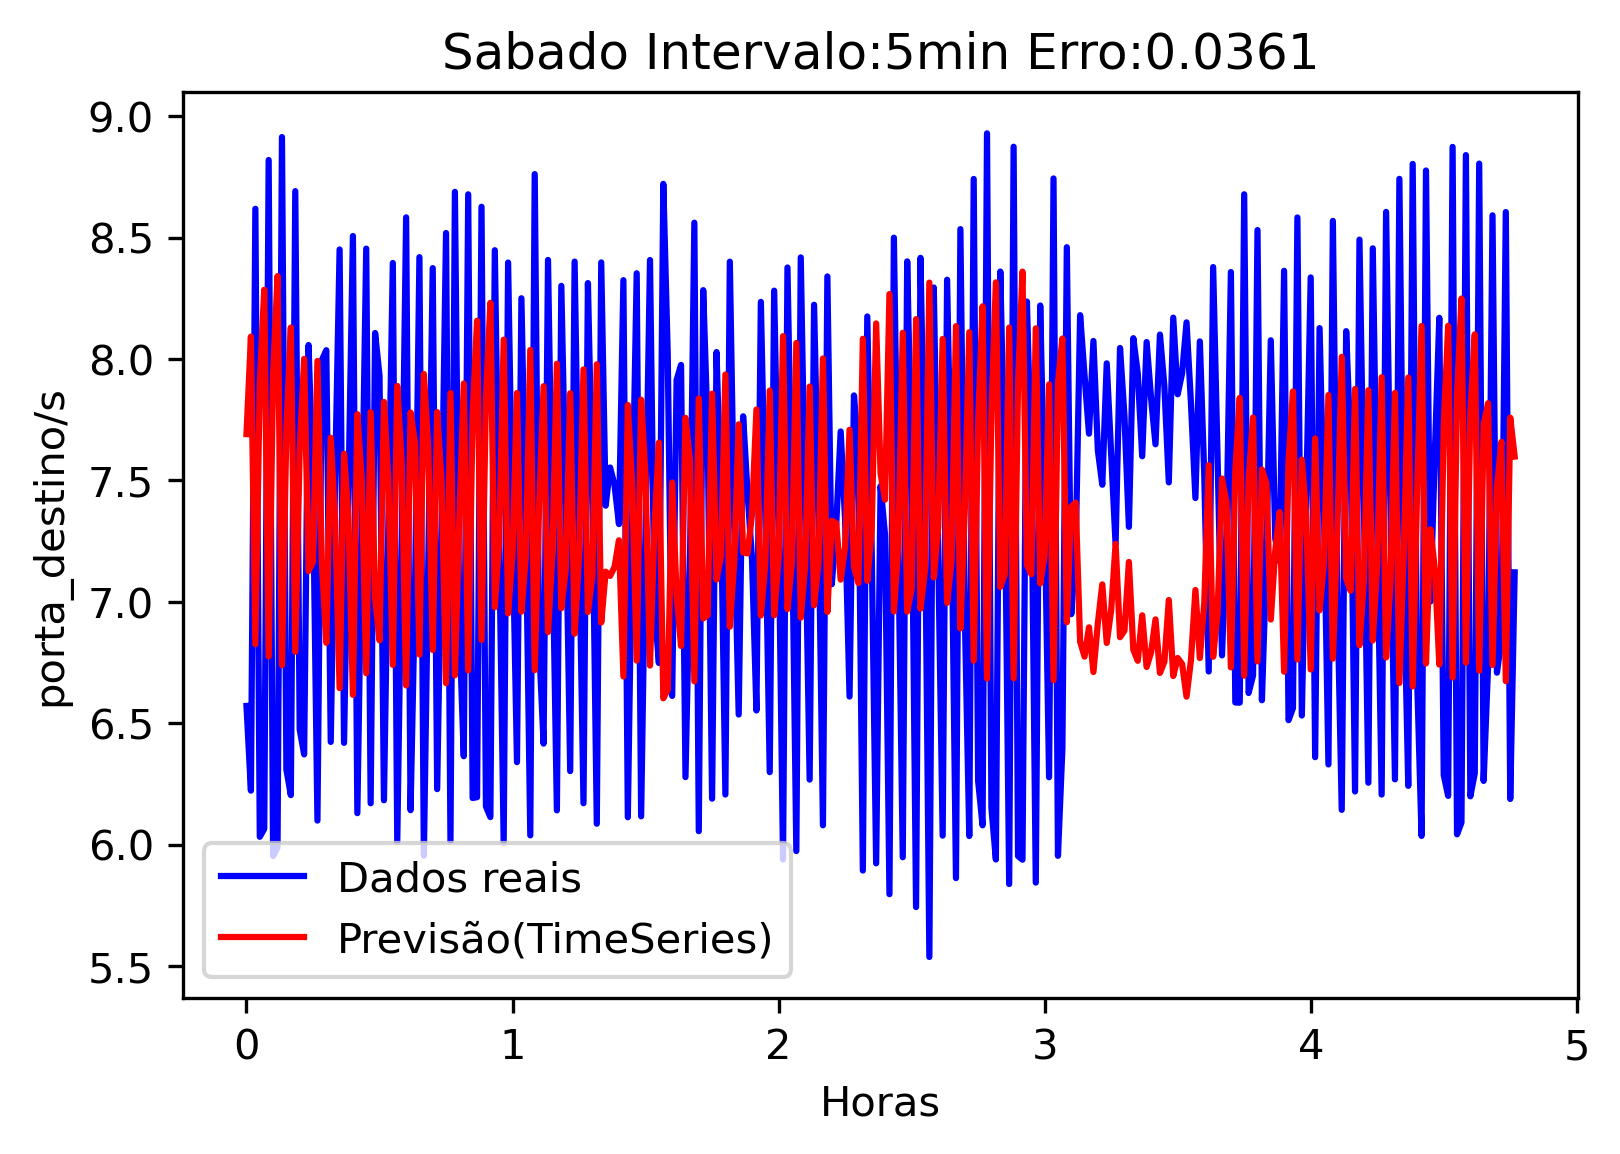 Sabado Intervalo:5min Erro:0.0361
9.0
8.5
8.0
7.5
7.0
6.5
6.0
5.5
porta_destino/s
Dados reais
Previsão(TimeSeries)
0 1 2 3 4 5
Horas